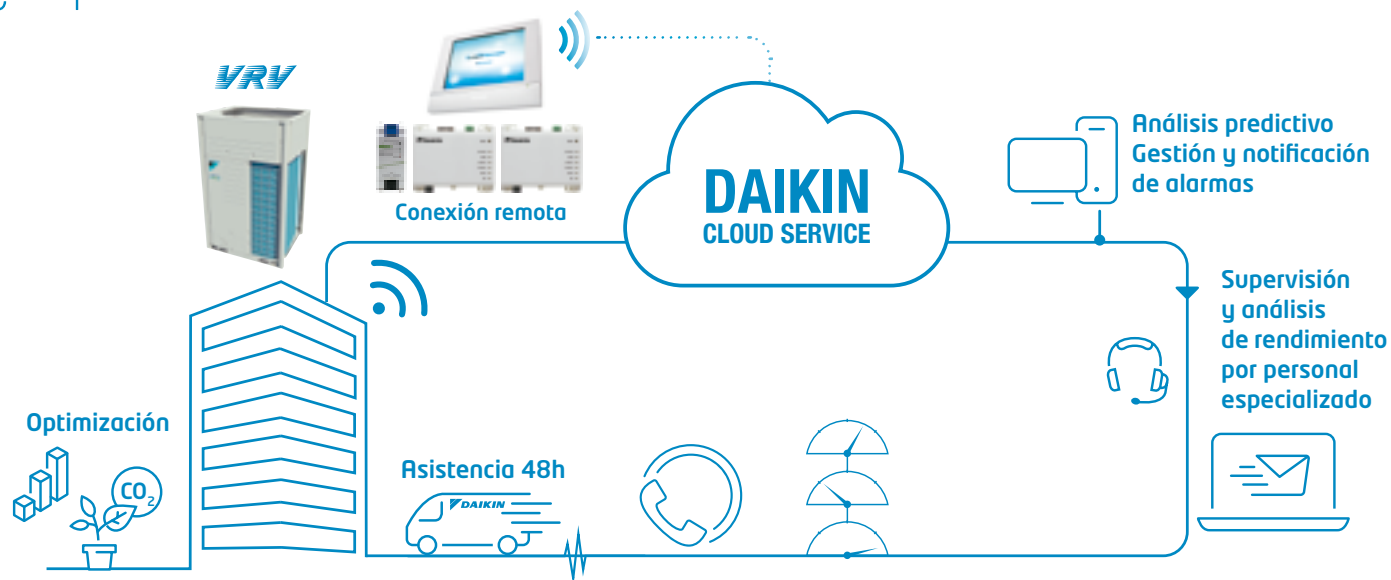 VRV
Conexión remota
DAIKIN
CLOUD SERVICE
Análisis predictivo
Gestión y notificación
de alarmas
Supervisión
y análisis
de rendimiento
por personal
especializado
Optimización
CO₂
Asistencia 48h
DAIKIN